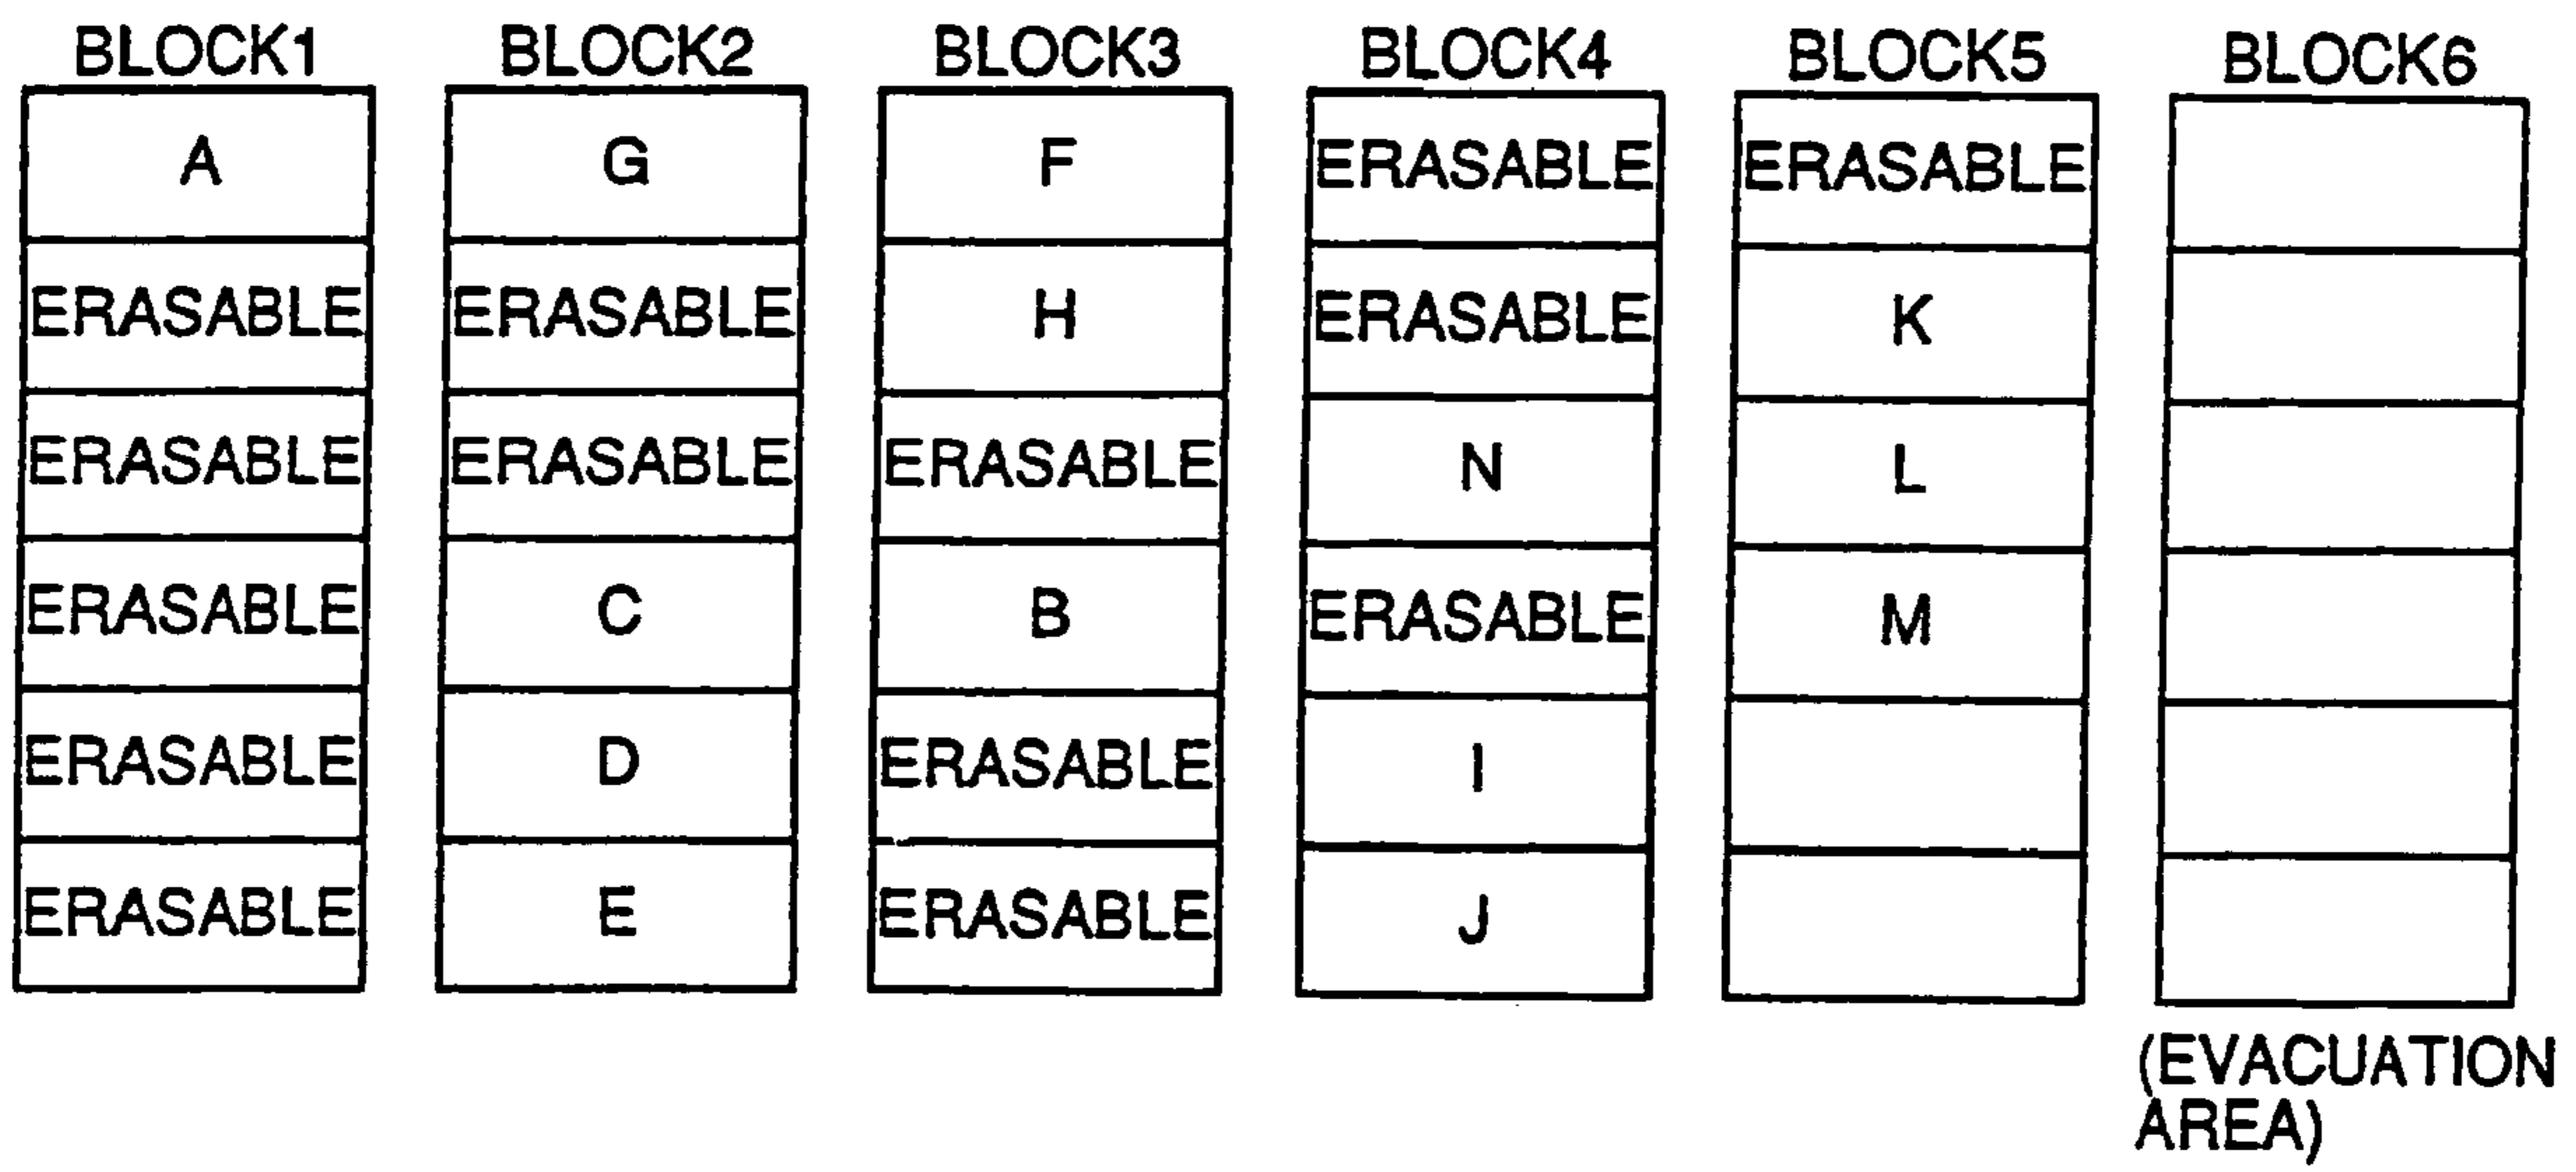 BLOCK1 BLOCK2 BLOCK3 BLOCK4 BLOCK5 BLOCK6
A G F ERASABLE ERASABLE
ERASABLE ERASABLE H ERASABLE K
ERASABLE ERASABLE ERASABLE N L
ERASABLE C B ERASABLE M
ERASABLE D ERASABLE I
ERASABLE E ERASABLE J
(EVACUATION
AREA)